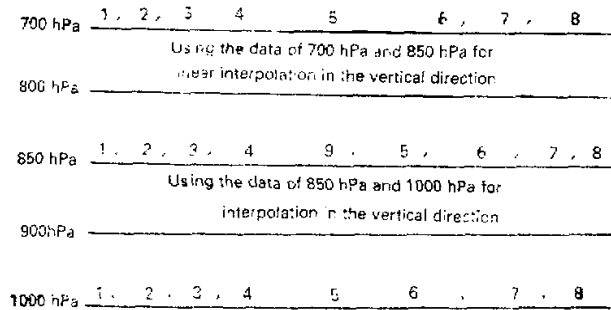 700 hPa 1, 2, 3, 4 5 6, 7, 8
Using the data of 700 hPa and 850 hPa for
linear interpolation in the vertical direction
800 hPa
850 hPa 1, 2, 3, 4 9, 5, 6, 7, 8
Using the data of 850 hPa and 1000 hPa for
interpolation in the vertical direction
900hPa
1000 hPa 1, 2, 3, 4 5 6, 7, 8